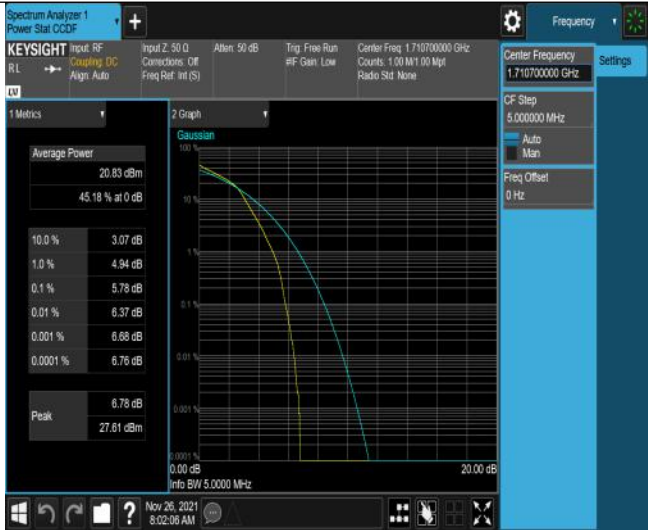 Spectrum Analyzer 1
Power Stat CCDF
+
Frequency
KEYSIGHT
RL
LV
Input: RF
Coupling: DC
Align: Auto
Input Z: 50 Ω
Corrections: Off
Freq Ref: Int (S)
Atten: 50 dB
Trig: Free Run
#IF Gain: Low
Center Freq: 1.710700000 GHz
Counts: 1.00 M/1.00 Mpt
Radio Std: None
Center Frequency
1.710700000 GHz
Settings
CF Step
5.000000 MHz
Auto
Man
Freq Offset
0 Hz
1 Metrics
Average Power
20.83 dBm
45.18 % at 0 dB
10.0 % 3.07 dB
1.0 % 4.94 dB
0.1 % 5.78 dB
0.01 % 6.37 dB
0.001 % 6.68 dB
0.0001 % 6.76 dB
Peak
6.78 dB
27.61 dBm
2 Graph
Gaussian
100 %
10 %
1 %
0.1 %
0.01 %
0.001 %
0.0001 %
0.00 dB 20.00 dB
Info BW 5.0000 MHz
?
Nov 26, 2021
8:02:06 AM